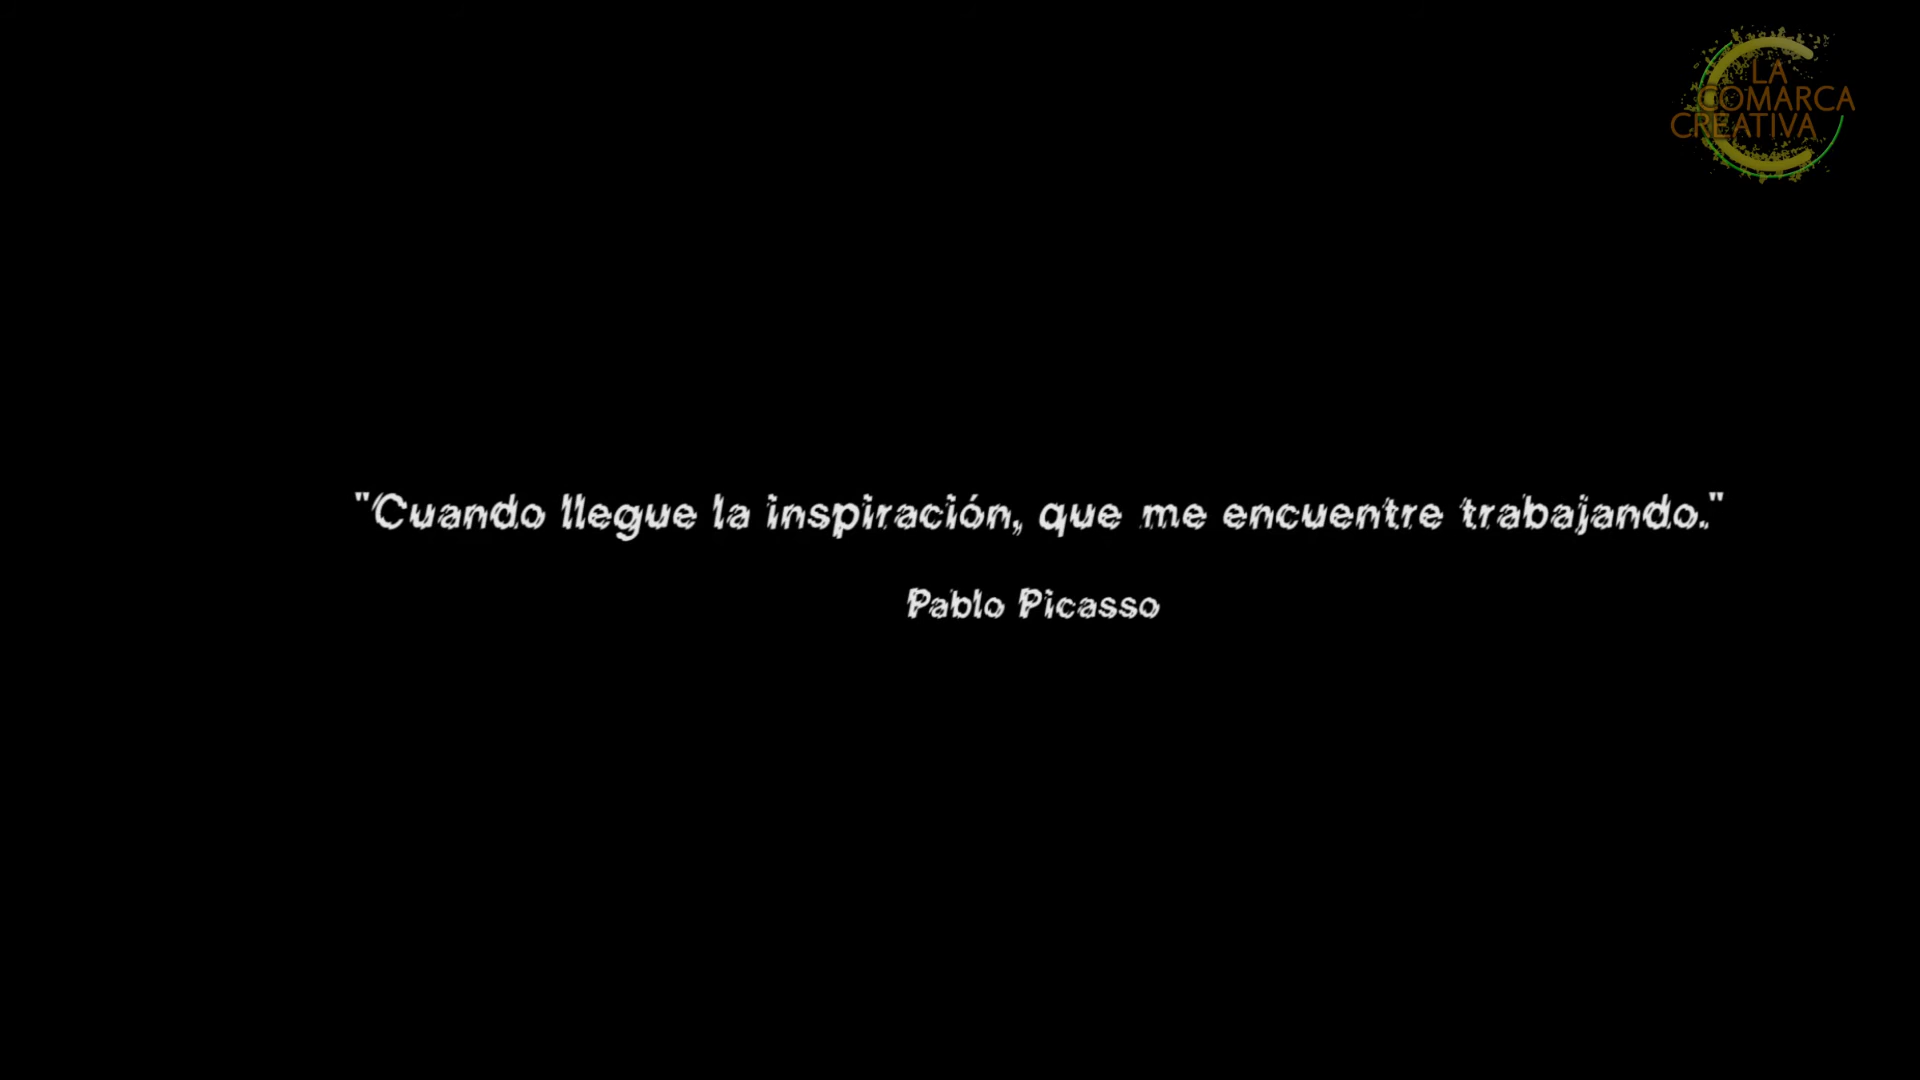 LA
COMARCA
CREATIVA
"Cuando llegue la inspiración, que me encuentre trabajando."
Pablo Picasso